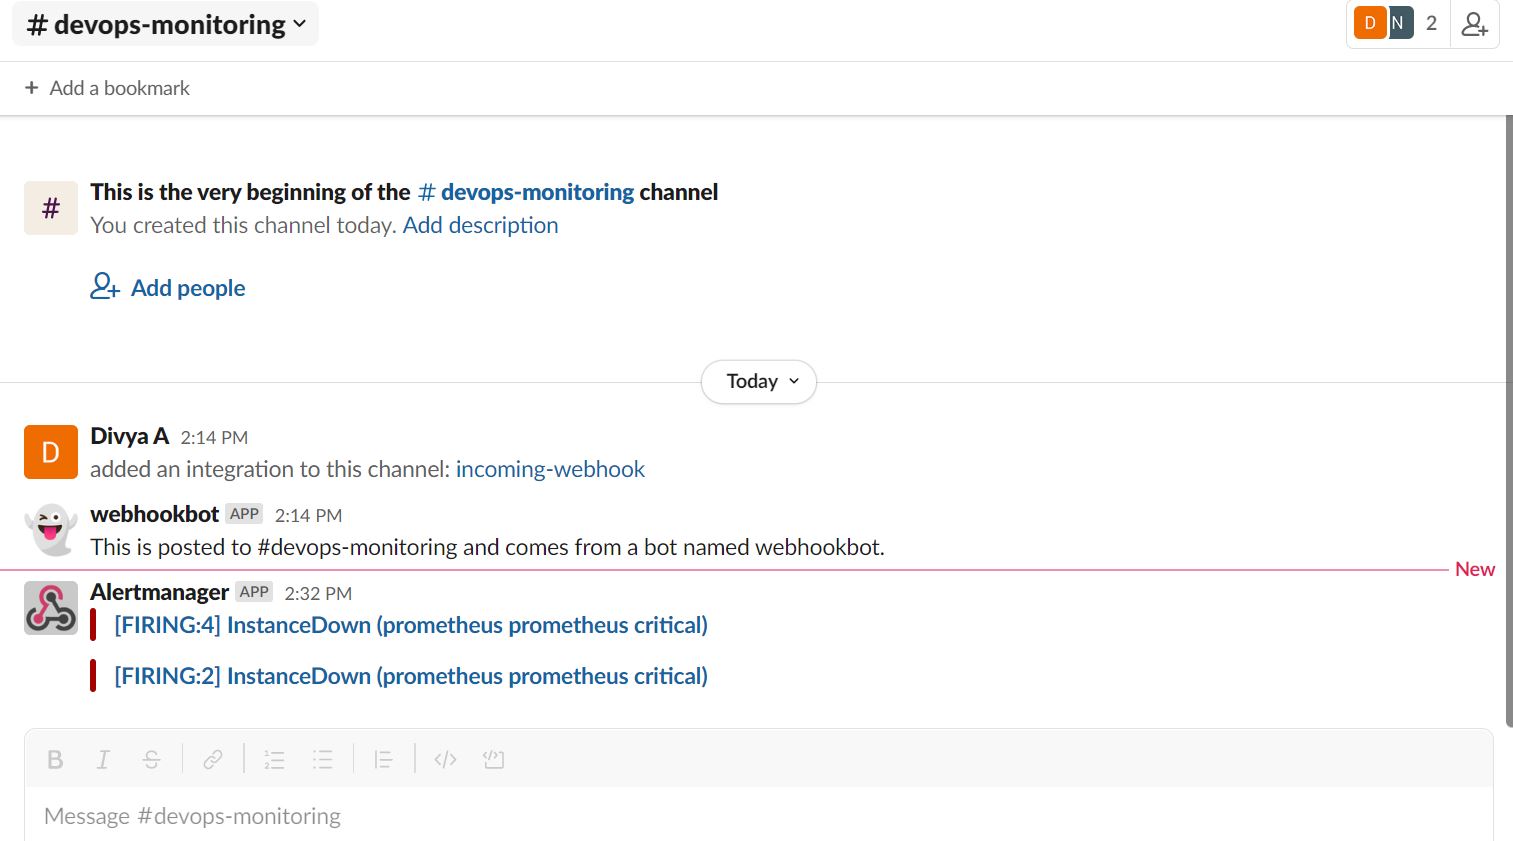 # devops-monitoring
D N 2
+ Add a bookmark
# This is the very beginning of the # devops-monitoring channel
You created this channel today. Add description
Add people
Today
D Divya A 2:14 PM
added an integration to this channel: incoming-webhook
webhookbot APP 2:14 PM
This is posted to #devops-monitoring and comes from a bot named webhookbot.
New
Alertmanager APP 2:32 PM
[FIRING:4] InstanceDown (prometheus prometheus critical)
[FIRING:2] InstanceDown (prometheus prometheus critical)
B I S </> 
Message #devops-monitoring